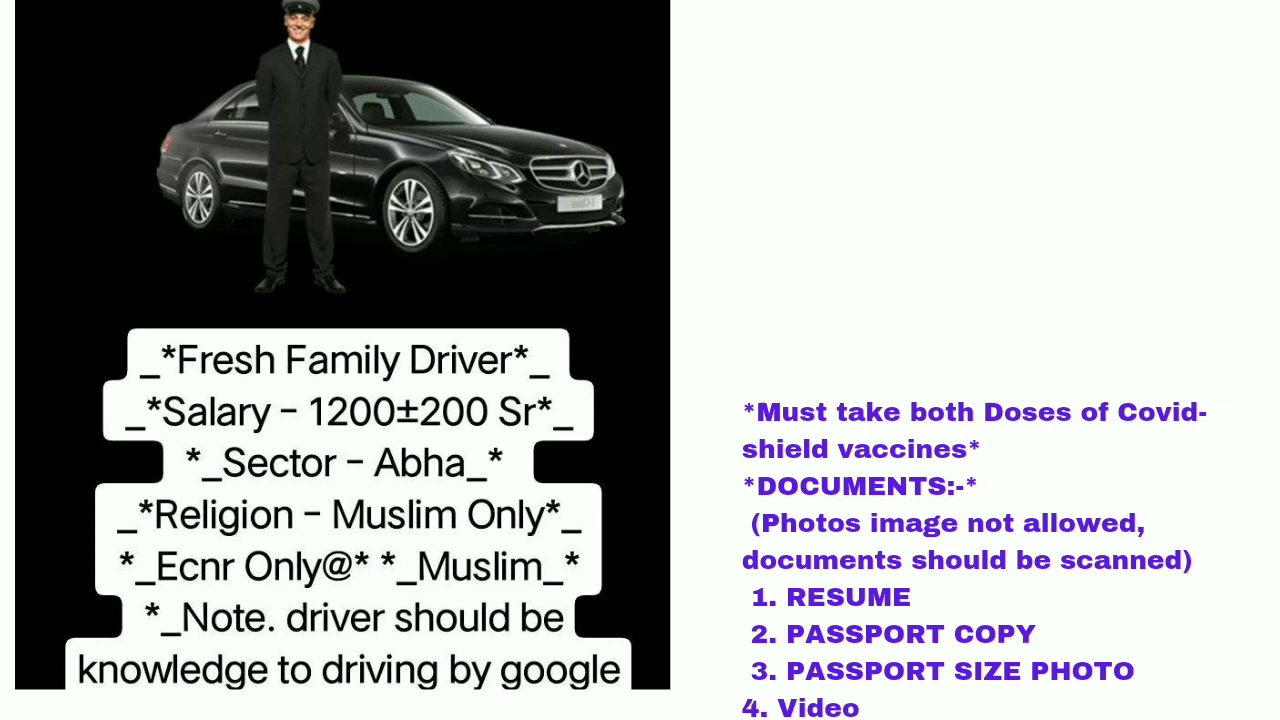 _*Fresh Family Driver*_
_*Salary - 1200±200 Sr*_
*_Sector - Abha_*
_*Religion - Muslim Only*_
*_Ecnr Only@* *_Muslim_*
*_Note. driver should be
knowledge to driving by google
*Must take both Doses of Covid-
shield vaccines*
*DOCUMENTS:-*
(Photos image not allowed,
documents should be scanned)
1. RESUME
2. PASSPORT COPY
3. PASSPORT SIZE PHOTO
4. Video